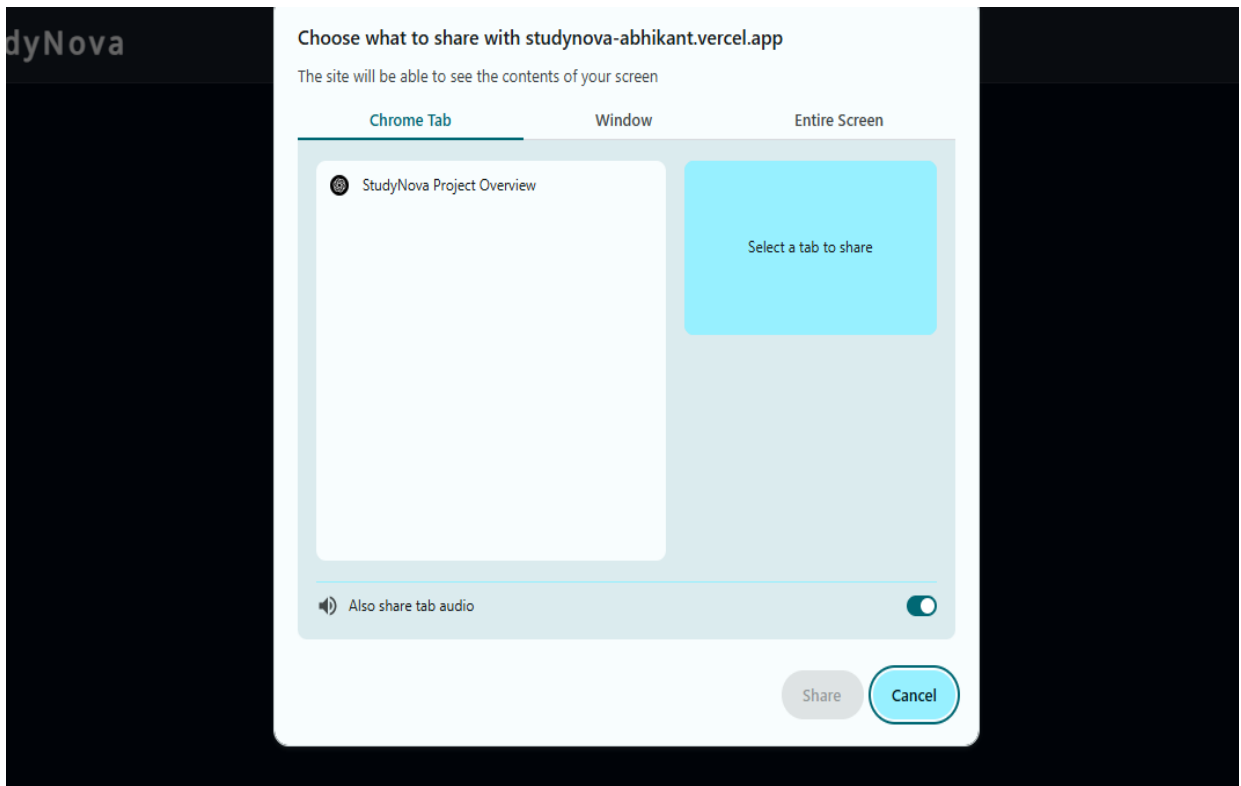 dyNova
Choose what to share with studynova-abhikant.vercel.app
The site will be able to see the contents of your screen
Chrome Tab
Window
Entire Screen
StudyNova Project Overview
Select a tab to share
Also share tab audio
Share
Cancel